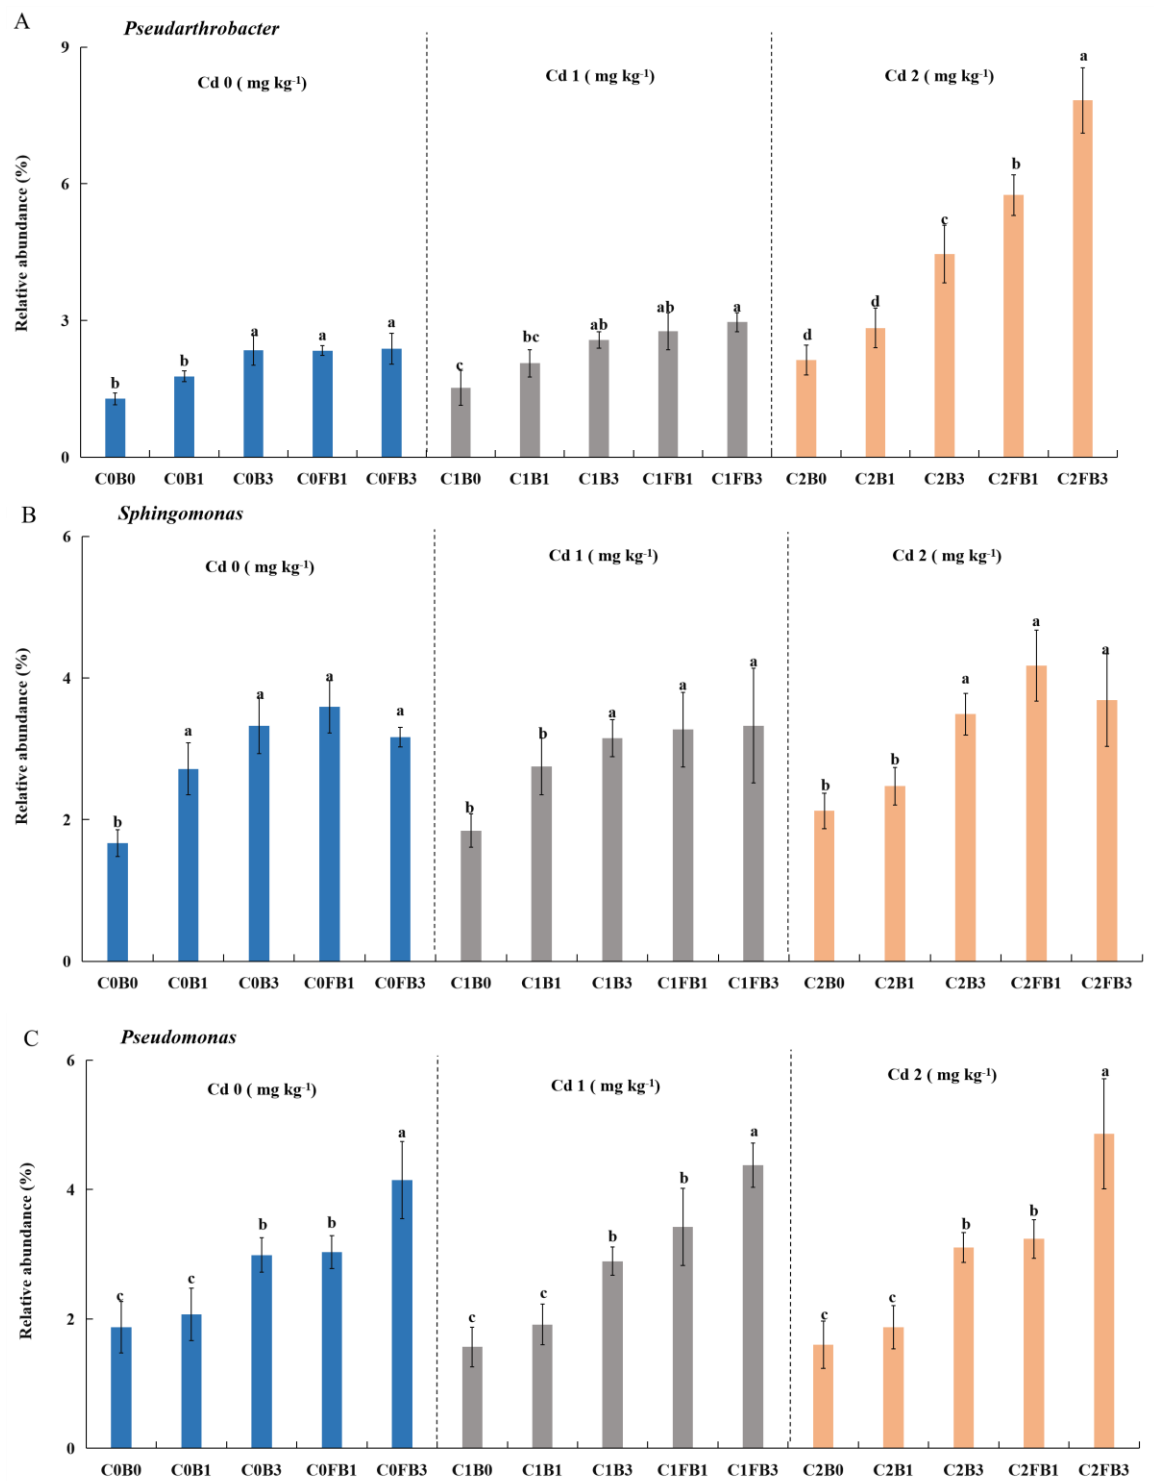 A
Pseudarthrobacter
Cd 0 ( mg kg-1)
Cd 1 ( mg kg-1)
Cd 2 ( mg kg-1)
Relative abundance (%)
9
6
3
0
b
b
a
a
a
c
bc
ab
ab
a
d
d
c
b
a
C0B0 C0B1 C0B3 C0FB1 C0FB3 C1B0 C1B1 C1B3 C1FB1 C1FB3 C2B0 C2B1 C2B3 C2FB1 C2FB3
B
Sphingomonas
Cd 0 ( mg kg-1)
Cd 1 ( mg kg-1)
Cd 2 ( mg kg-1)
Relative abundance (%)
6
4
2
0
b
a
a
a
a
b
b
a
a
a
b
b
a
a
a
C0B0 C0B1 C0B3 C0FB1 C0FB3 C1B0 C1B1 C1B3 C1FB1 C1FB3 C2B0 C2B1 C2B3 C2FB1 C2FB3
C
Pseudomonas
Cd 0 ( mg kg-1)
Cd 1 ( mg kg-1)
Cd 2 ( mg kg-1)
Relative abundance (%)
6
4
2
0
c
c
b
b
a
c
c
b
b
a
c
c
b
b
a
C0B0 C0B1 C0B3 C0FB1 C0FB3 C1B0 C1B1 C1B3 C1FB1 C1FB3 C2B0 C2B1 C2B3 C2FB1 C2FB3